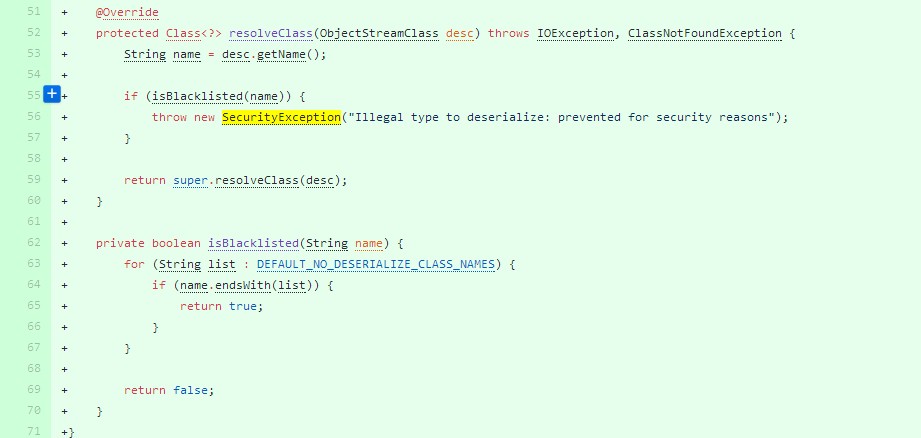 51 + @Override
52 + protected Class<?> resolveClass(ObjectStreamClass desc) throws IOException, ClassNotFoundException {
53 + String name = desc.getName();
54 +
55 + + if (isBlacklisted(name)) {
56 + throw new SecurityException("Illegal type to deserialize: prevented for security reasons");
57 + }
58 +
59 + return super.resolveClass(desc);
60 + }
61 +
62 + private boolean isBlacklisted(String name) {
63 + for (String list : DEFAULT_NO_DESERIALIZE_CLASS_NAMES) {
64 + if (name.endsWith(list)) {
65 + return true;
66 + }
67 + }
68 +
69 + return false;
70 + }
71 +}